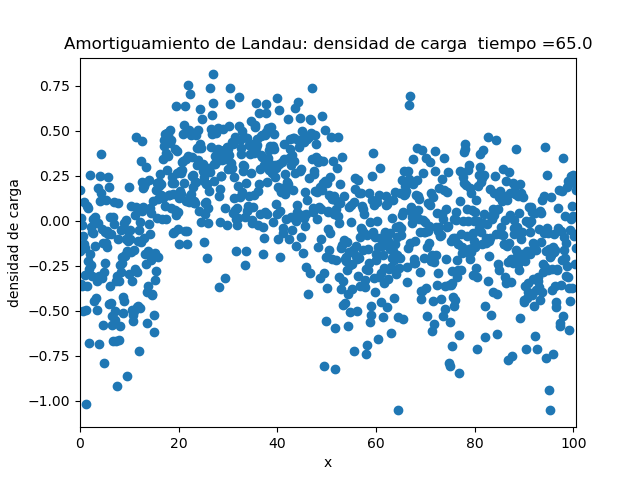 Amortiguamiento de Landau: densidad de carga  tiempo =65.0
0.75
0.50
0.25
0.00
−0.25
−0.50
−0.75
−1.00
densidad de carga
0 20 40 60 80 100
x